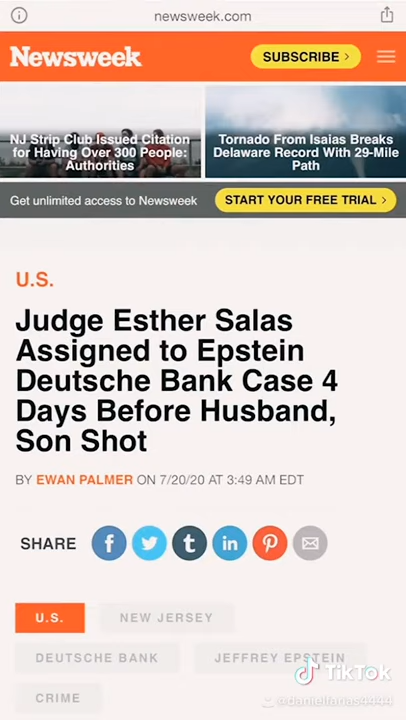 newsweek.com
Newsweek
SUBSCRIBE >
NJ Strip Club Issued Citation
for Having Over 300 People:
Authorities
Tornado From Isaias Breaks
Delaware Record With 29-Mile
Path
Get unlimited access to Newsweek
START YOUR FREE TRIAL >
U.S.
Judge Esther Salas
Assigned to Epstein
Deutsche Bank Case 4
Days Before Husband,
Son Shot
BY EWAN PALMER ON 7/20/20 AT 3:49 AM EDT
SHARE
U.S.
NEW JERSEY
DEUTSCHE BANK
JEFFREY EPSTEIN
CRIME
TikTok
@danielfarias4444